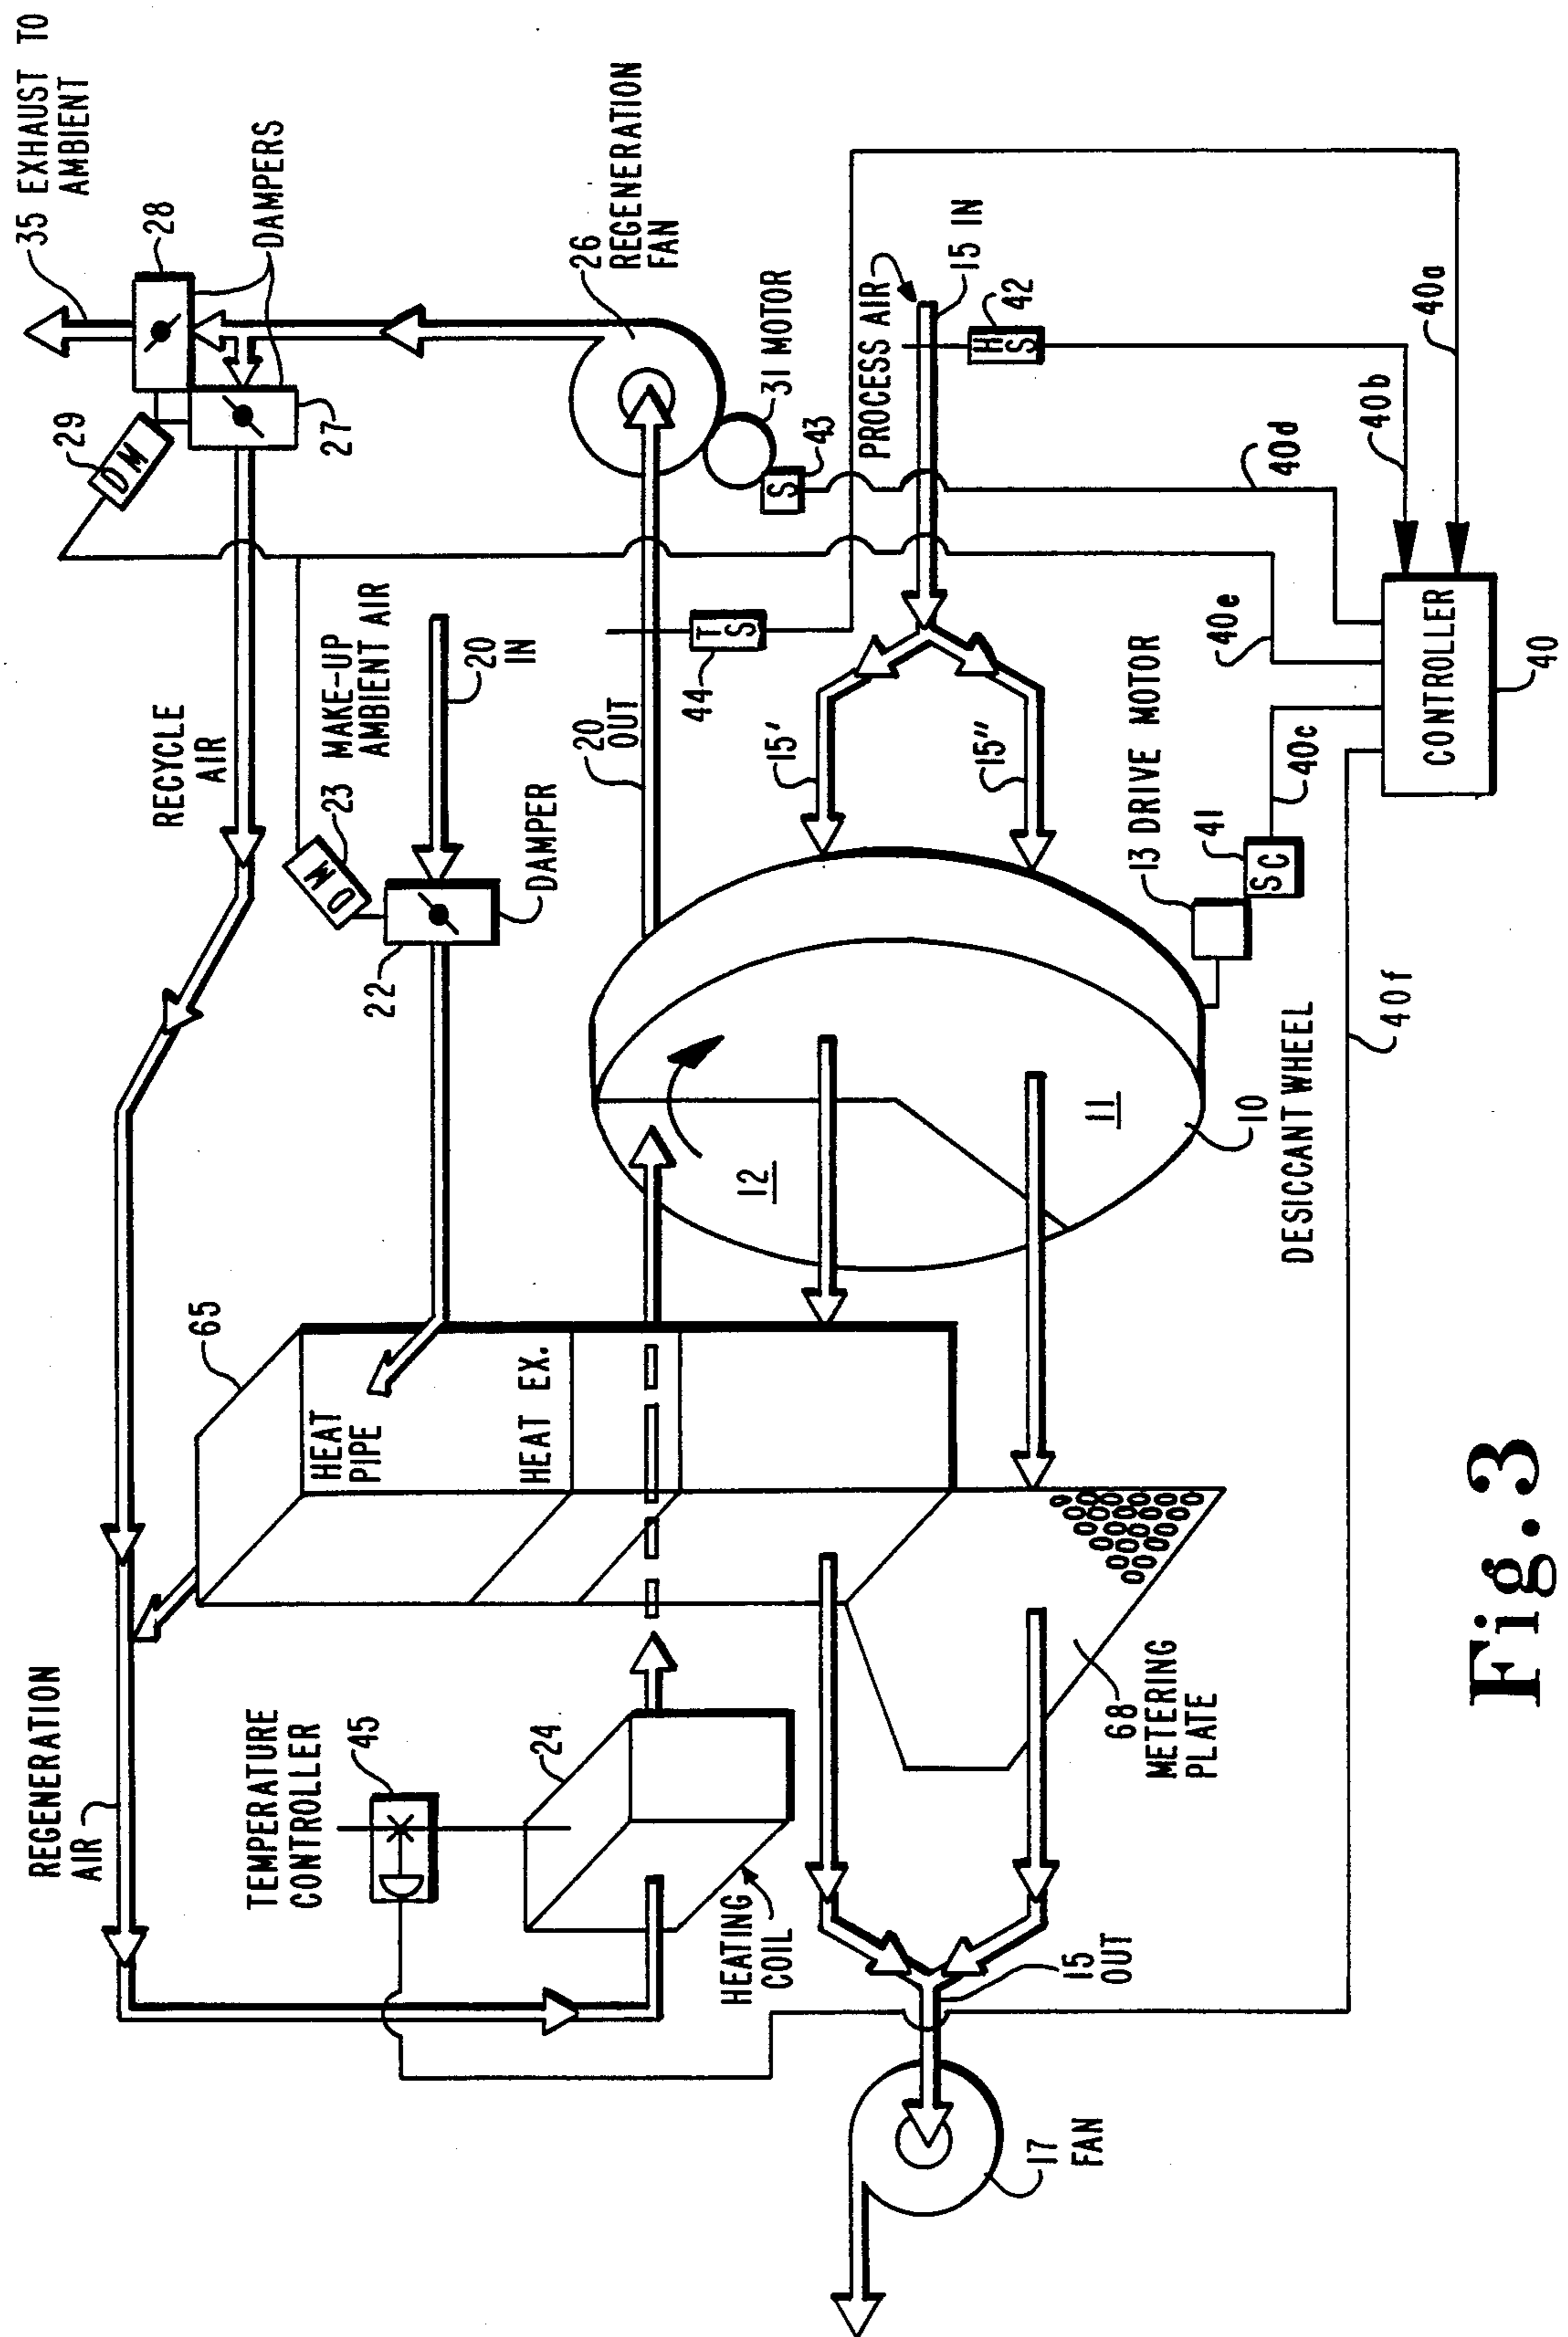 35 EXHAUST TO
AMBIENT
28
DAMPERS
29
DM
27
26
REGENERATION
FAN
31 MOTOR
43
S
PROCESS AIR
15 IN
42
H
S
40a
40b
40d
40e
RECYCLE
AIR
23
DM
MAKE-UP
AMBIENT AIR
20
IN
22
DAMPER
20
OUT
44
T
S
15'
15"
13 DRIVE MOTOR
41
SC
40c
CONTROLLER
40
40f
65
HEAT
PIPE
HEAT EX.
12
11
10
DESICCANT WHEEL
REGENERATION
AIR
TEMPERATURE
CONTROLLER
45
24
HEATING
COIL
68
METERING
PLATE
15
OUT
17
FAN
Fig. 3